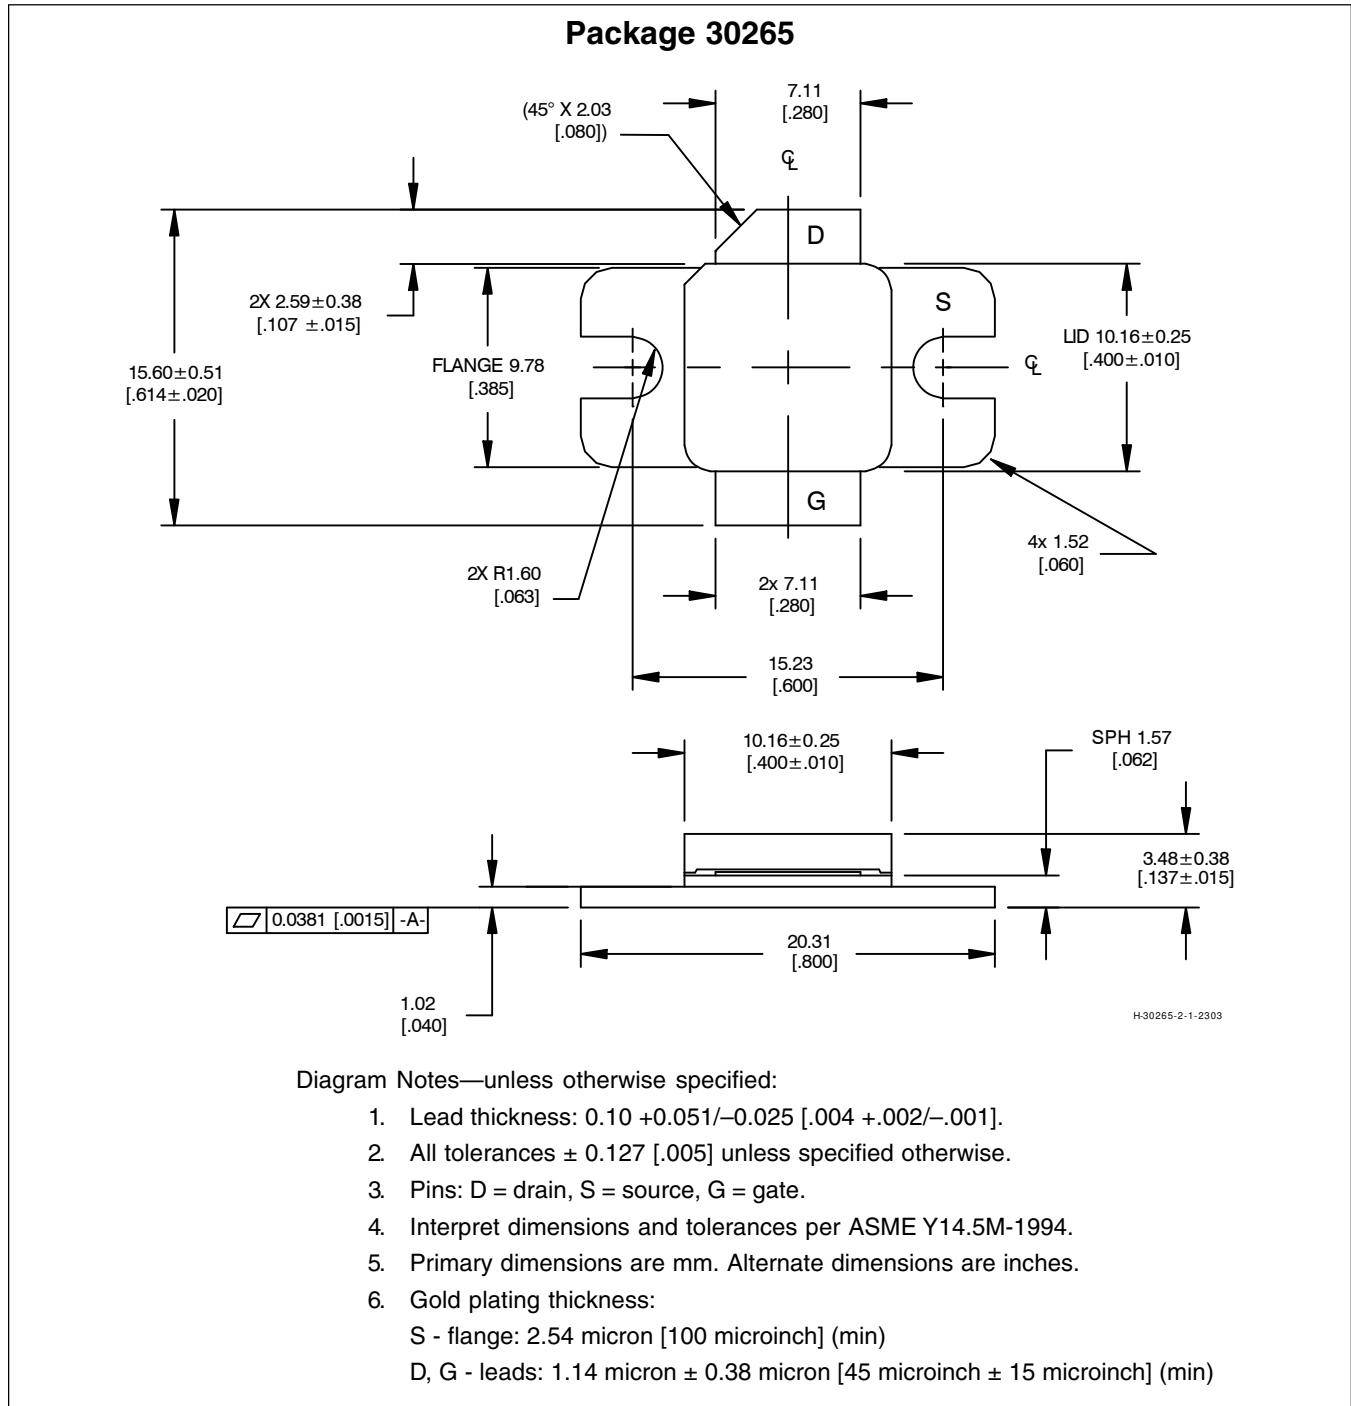 Package 30265
7.11
[.280]
(45° X 2.03
[.080])
℄
D
2X 2.59±0.38
[.107 ±.015]
S
FLANGE 9.78
[.385]
LID 10.16±0.25
[.400±.010]
℄
15.60±0.51
[.614±.020]
G
4x 1.52
[.060]
2X R1.60
[.063]
2x 7.11
[.280]
15.23
[.600]
10.16±0.25
[.400±.010]
SPH 1.57
[.062]
3.48±0.38
[.137±.015]
0.0381 [.0015] -A-
20.31
[.800]
1.02
[.040]
H-30265-2-1-2303
Diagram Notes—unless otherwise specified:
1. Lead thickness: 0.10 +0.051/–0.025 [.004 +.002/–.001].
2. All tolerances ± 0.127 [.005] unless specified otherwise.
3. Pins: D = drain, S = source, G = gate.
4. Interpret dimensions and tolerances per ASME Y14.5M-1994.
5. Primary dimensions are mm. Alternate dimensions are inches.
6. Gold plating thickness:
S - flange: 2.54 micron [100 microinch] (min)
D, G - leads: 1.14 micron ± 0.38 micron [45 microinch ± 15 microinch] (min)